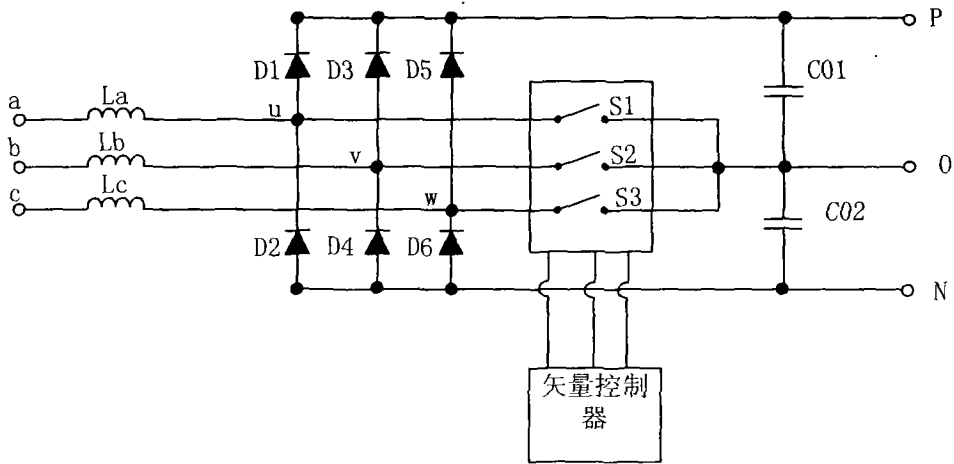 P
D1 D3 D5
C01
a La
u
S1
b Lb
v
S2
O
c Lc
w
S3
C02
D2 D4 D6
N
矢量控制
器